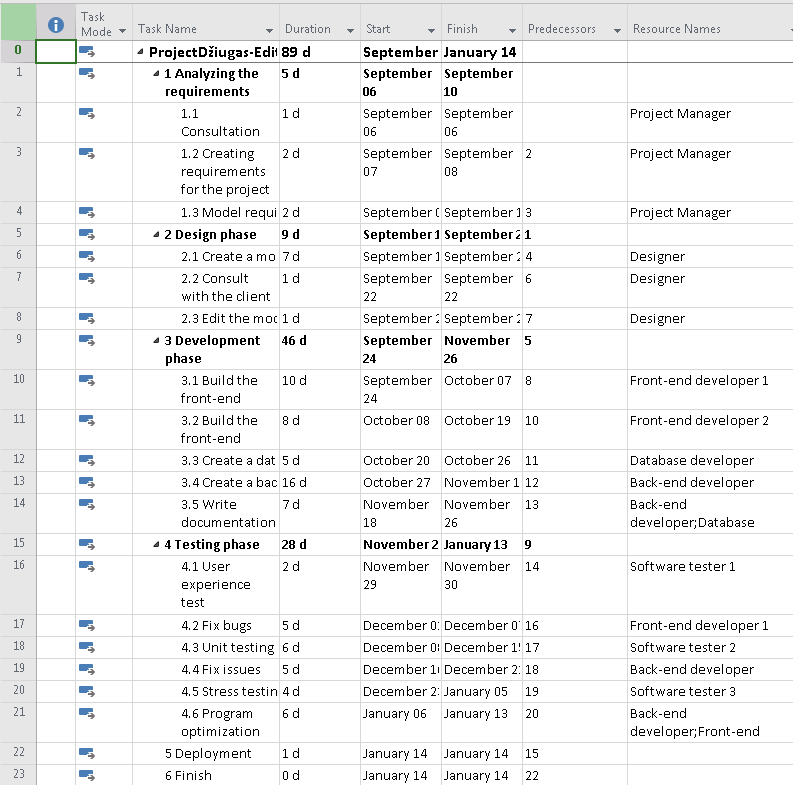 Task Mode Task Name Duration Start Finish Predecessors Resource Names
0 ProjectDžiugas-Edit 89 d September January 14
1 1 Analyzing the requirements 5 d September 06 September 10
2 1.1 Consultation 1 d September 06 September 06 Project Manager
3 1.2 Creating requirements for the project 2 d September 07 September 08 2 Project Manager
4 1.3 Model requi 2 d September September 1 3 Project Manager
5 2 Design phase 9 d September 1 September 2 1
6 2.1 Create a mo 7 d September 1 September 2 4 Designer
7 2.2 Consult with the client 1 d September 22 September 22 6 Designer
8 2.3 Edit the moc 1 d September 2 September 2 7 Designer
9 3 Development phase 46 d September 24 November 26 5
10 3.1 Build the front-end 10 d September 24 October 07 8 Front-end developer 1
11 3.2 Build the front-end 8 d October 08 October 19 10 Front-end developer 2
12 3.3 Create a dat 5 d October 20 October 26 11 Database developer
13 3.4 Create a bac 16 d October 27 November 1 12 Back-end developer
14 3.5 Write documentation 7 d November 18 November 26 13 Back-end developer;Database
15 4 Testing phase 28 d November 2 January 13 9
16 4.1 User experience test 2 d November 29 November 30 14 Software tester 1
17 4.2 Fix bugs 5 d December 0 December 0 16 Front-end developer 1
18 4.3 Unit testing 6 d December 0 December 1 17 Software tester 2
19 4.4 Fix issues 5 d December 1 December 2 18 Back-end developer
20 4.5 Stress testin 4 d December 2 January 05 19 Software tester 3
21 4.6 Program optimization 6 d January 06 January 13 20 Back-end developer;Front-end
22 5 Deployment 1 d January 14 January 14 15
23 6 Finish 0 d January 14 January 14 22